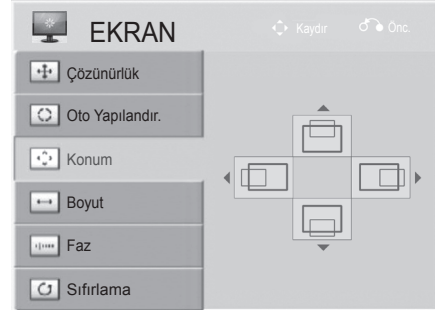 EKRAN
Kaydır Önc.
Çözünürlük
Oto Yapılandır.
Konum
Boyut
Faz
Sıfırlama